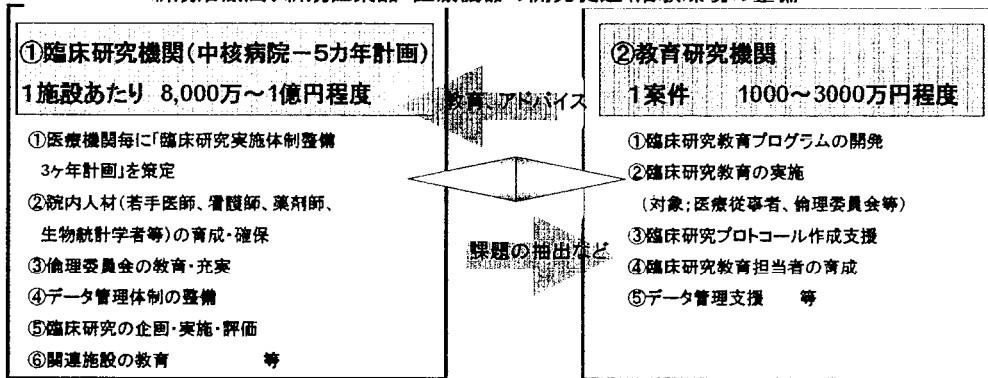 ①臨床研究機関(中核病院－5カ年計画)
1施設あたり 8,000万～1億円程度
①医療機関毎に「臨床研究実施体制整備
3ヶ年計画」を策定
②院内人材(若手医師、看護師、薬剤師、
生物統計学者等)の育成・確保
③倫理委員会の教育・充実
④データ管理体制の整備
⑤臨床研究の企画・実施・評価
⑥関連施設の教育 等
教育、アドバイス
課題の抽出など
②教育研究機関
1案件 1000～3000万円程度
①臨床研究教育プログラムの開発
②臨床研究教育の実施
(対象;医療従事者、倫理委員会等)
③臨床研究プロトコール作成支援
④臨床研究教育担当者の育成
⑤データ管理支援 等